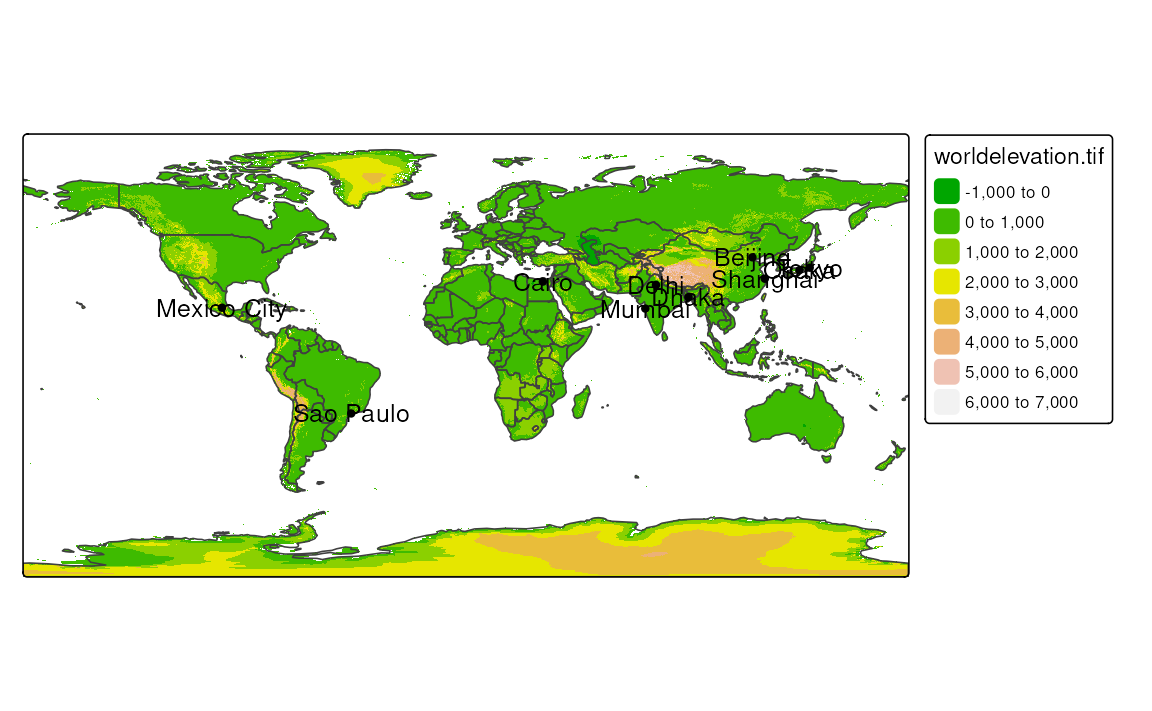 worldelevation.tif
-1,000 to 0
0 to 1,000
1,000 to 2,000
2,000 to 3,000
3,000 to 4,000
4,000 to 5,000
5,000 to 6,000
6,000 to 7,000
Beijing
Tokyo
Osaka
Shanghai
Cairo
Delhi
Dhaka
Mumbai
Mexico City
Sao Paulo